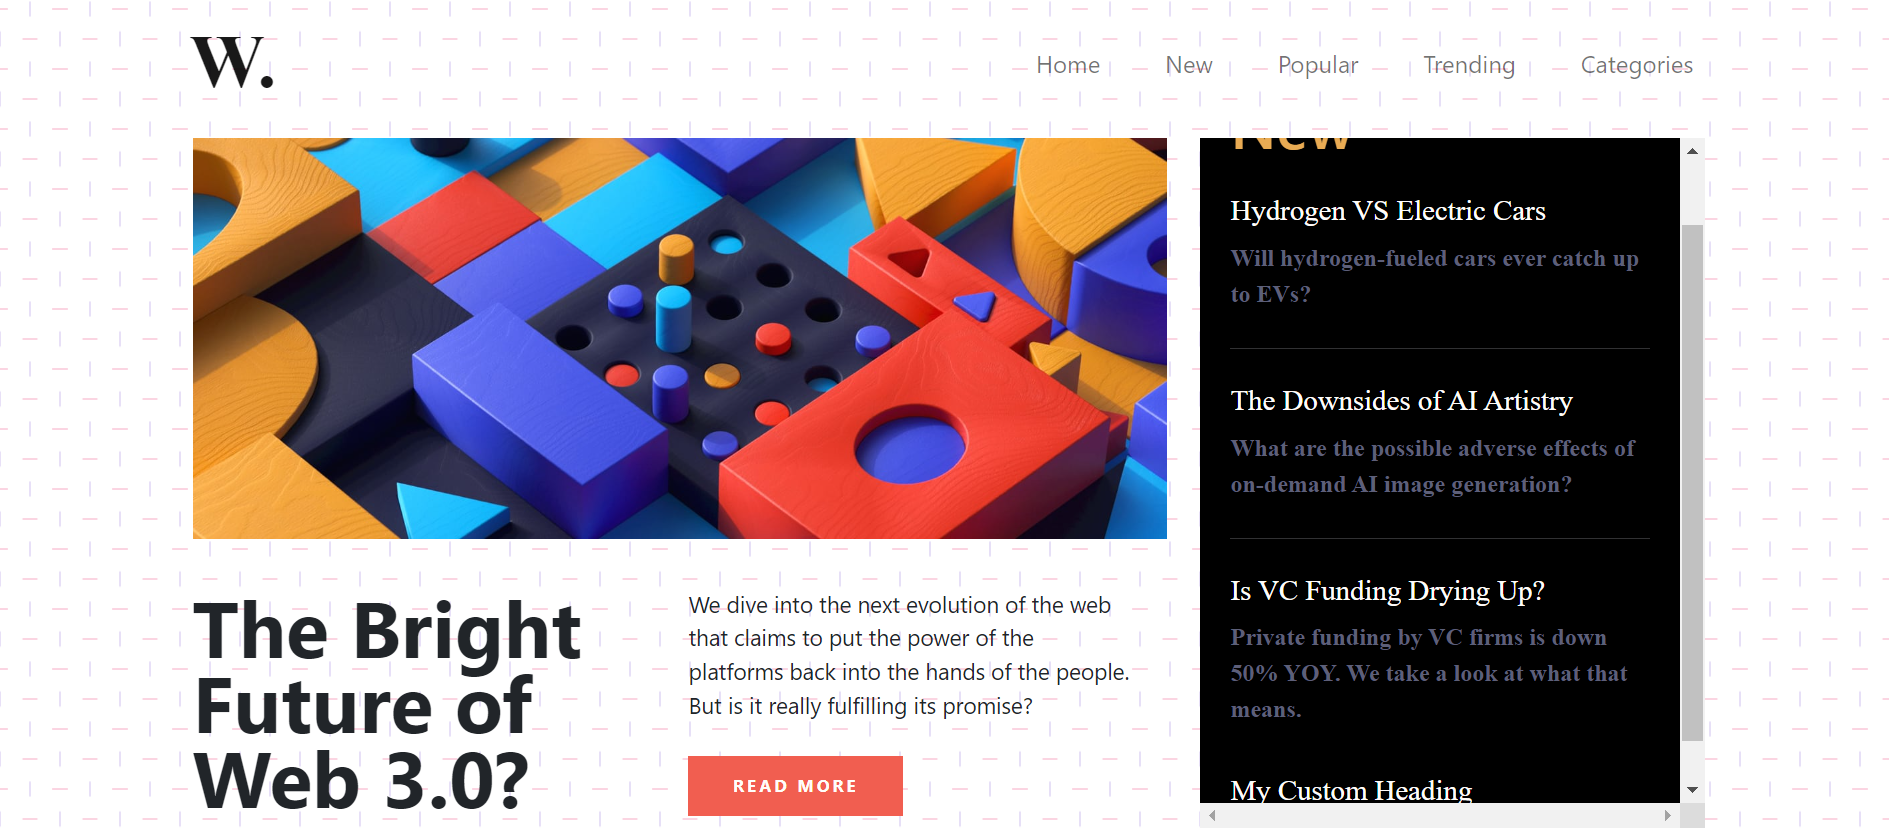 W.
Home New Popular Trending Categories
New
Hydrogen VS Electric Cars
Will hydrogen-fueled cars ever catch up
to EVs?
The Downsides of AI Artistry
What are the possible adverse effects of
on-demand AI image generation?
Is VC Funding Drying Up?
Private funding by VC firms is down
50% YOY. We take a look at what that
means.
My Custom Heading
The Bright
Future of
Web 3.0?
We dive into the next evolution of the web
that claims to put the power of the
platforms back into the hands of the people.
But is it really fulfilling its promise?
READ MORE